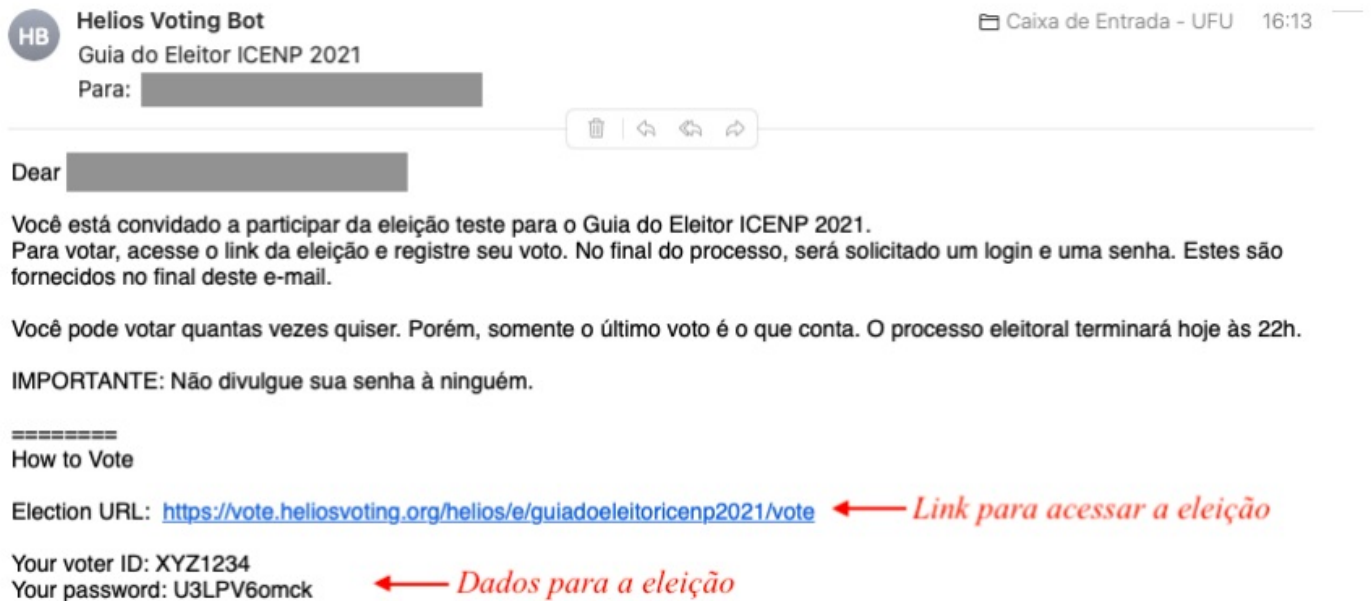 HB
Helios Voting Bot
Caixa de Entrada - UFU 16:13
Guia do Eleitor ICENP 2021
Para:
Dear
Você está convidado a participar da eleição teste para o Guia do Eleitor ICENP 2021.
Para votar, acesse o link da eleição e registre seu voto. No final do processo, será solicitado um login e uma senha. Estes são
fornecidos no final deste e-mail.
Você pode votar quantas vezes quiser. Porém, somente o último voto é o que conta. O processo eleitoral terminará hoje às 22h.
IMPORTANTE: Não divulgue sua senha à ninguém.
========
How to Vote
Election URL: https://vote.heliosvoting.org/helios/e/guiadoeleitoricenp2021/vote Link para acessar a eleição
Your voter ID: XYZ1234
Your password: U3LPV6omck Dados para a eleição